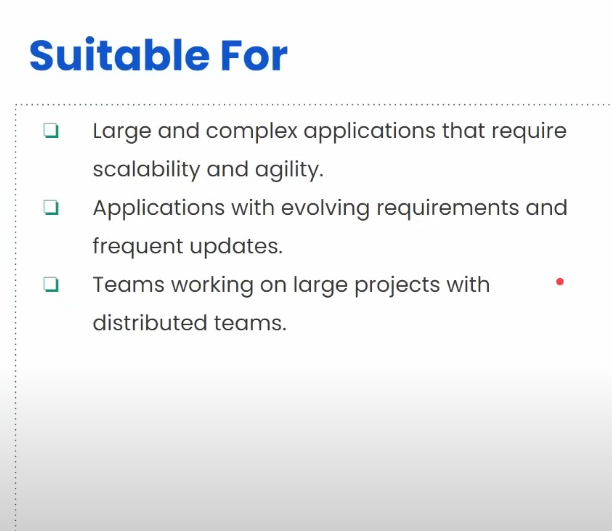 Suitable For
Large and complex applications that require
scalability and agility.
Applications with evolving requirements and
frequent updates.
Teams working on large projects with
distributed teams.